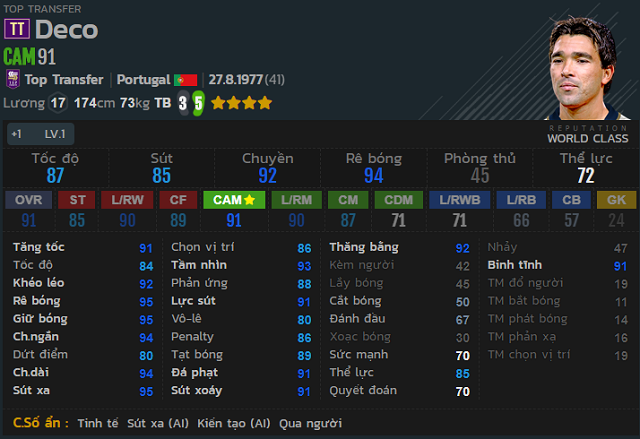 TOP TRANSFER
TT Deco
CAM 91
Top Transfer Portugal 27.8.1977(41)
Lương 17 174cm 73kg TB 3 5
REPUTATION
WORLD CLASS
+1 LV.1
Tốc độ Sút Chuyền Rê bóng Phòng thủ Thể lực
87 85 92 94 45 72
OVR ST L/RW CF CAM L/RM CM CDM L/RWB L/RB CB GK
91 85 90 89 91 90 87 71 71 66 57 24
Tăng tốc 91 Chọn vị trí 86 Thăng bằng 92 Nhảy 47
Tốc độ 84 Tầm nhìn 93 Kèm người 42 Bình tĩnh 91
Khéo léo 92 Phản ứng 88 Lấy bóng 45 TM đổ người 19
Rê bóng 95 Lực sút 91 Cắt bóng 50 TM bắt bóng 11
Giữ bóng 95 Vô-lê 80 Đánh đầu 67 TM phát bóng 14
Ch.ngắn 94 Penalty 86 Xoạc bóng 30 TM phản xạ 16
Dứt điểm 80 Tạt bóng 89 Sức mạnh 70 TM chọn vị trí 19
Ch.dài 94 Đá phạt 91 Thể lực 85
Sút xa 95 Sút xoáy 91 Quyết đoán 70
C.Số ẩn : Tinh tế Sút xa (AI) Kiến tạo (AI) Qua người